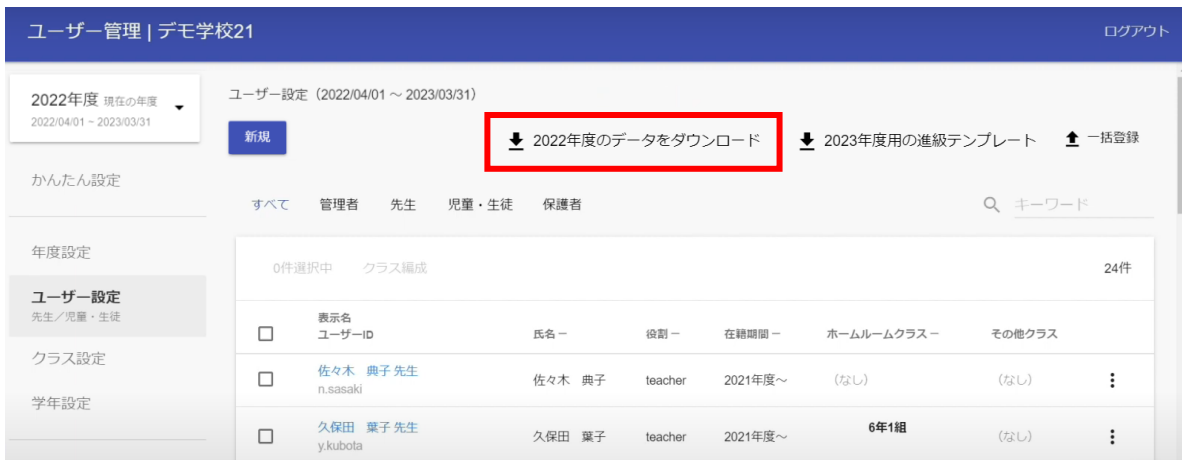 ユーザー管理 | デモ学校21
ログアウト
2022年度 現在の年度
2022/04/01 ~ 2023/03/31
かんたん設定
年度設定
ユーザー設定
先生／児童・生徒
クラス設定
学年設定
ユーザー設定（2022/04/01 ～ 2023/03/31）
新規
2022年度のデータをダウンロード
2023年度用の進級テンプレート
一括登録
すべて 管理者 先生 児童・生徒 保護者
キーワード
0件選択中 クラス編成
24件
表示名
ユーザーID
氏名 － 役割 － 在籍期間 － ホームルームクラス － その他クラス
佐々木　典子 先生
n.sasaki
佐々木　典子 teacher 2021年度～ （なし） （なし）
久保田　葉子 先生
y.kubota
久保田　葉子 teacher 2021年度～ 6年1組 （なし）